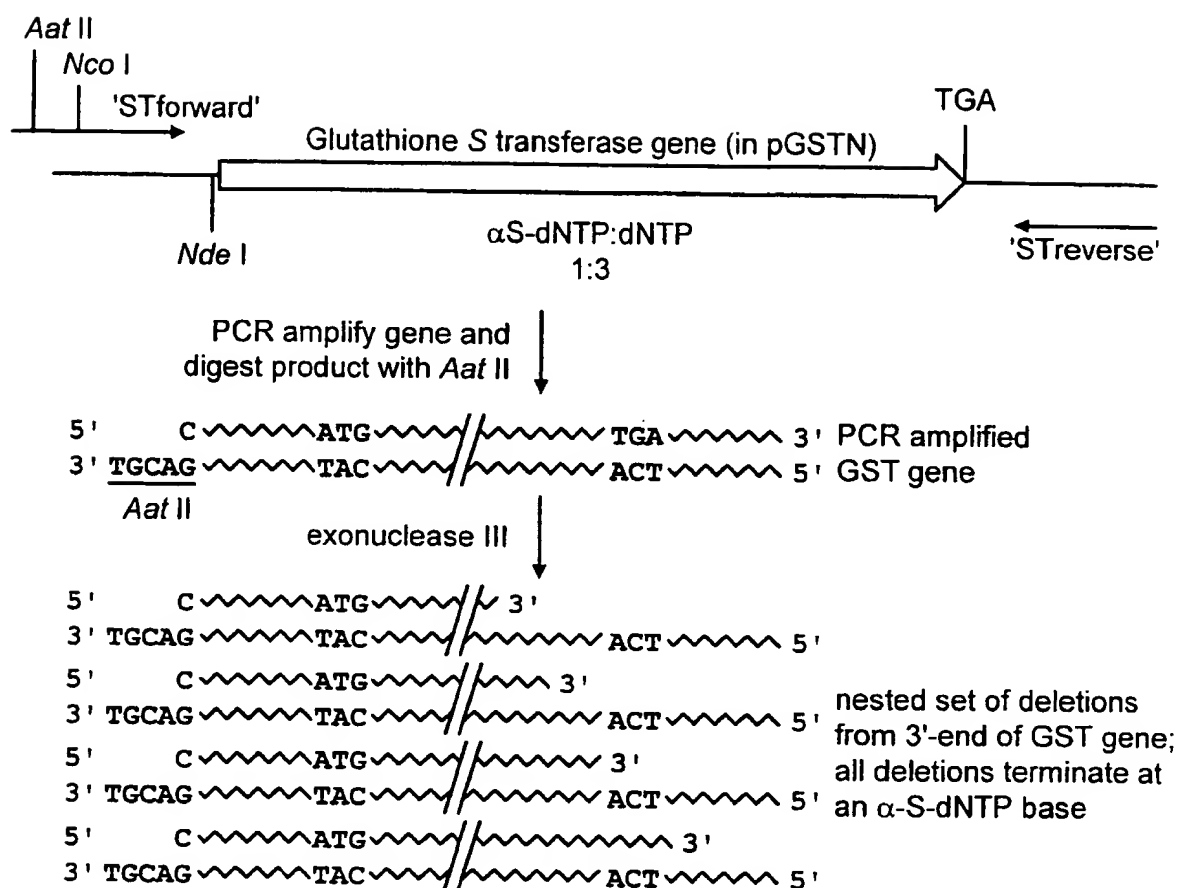 Aat II
Nco I
'STforward'
TGA
Glutathione S transferase gene (in pGSTN)
Nde I
αS-dNTP:dNTP
1:3
'STreverse'
PCR amplify gene and
digest product with Aat II
5' C ATG TGA 3' PCR amplified
3' TGCAG TAC ACT 5' GST gene
Aat II
exonuclease III
5' C ATG 3'
3' TGCAG TAC ACT 5'
5' C ATG 3'
3' TGCAG TAC ACT 5'
5' C ATG 3'
3' TGCAG TAC ACT 5'
5' C ATG 3'
3' TGCAG TAC ACT 5'
nested set of deletions
from 3'-end of GST gene;
all deletions terminate at
an α-S-dNTP base